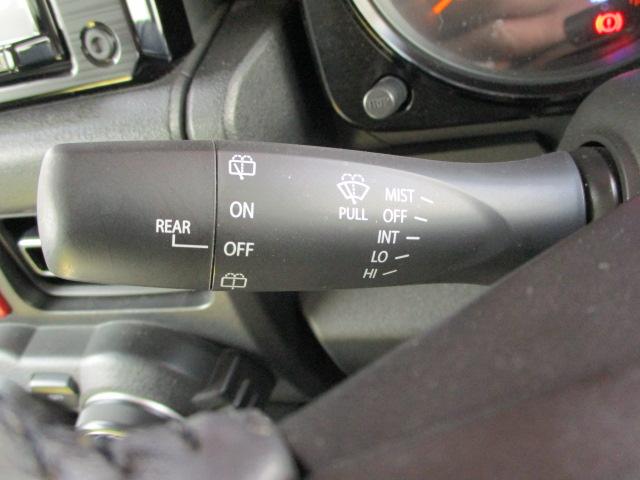 REAR
ON
OFF
PULL
MIST
OFF
INT
LO
HI